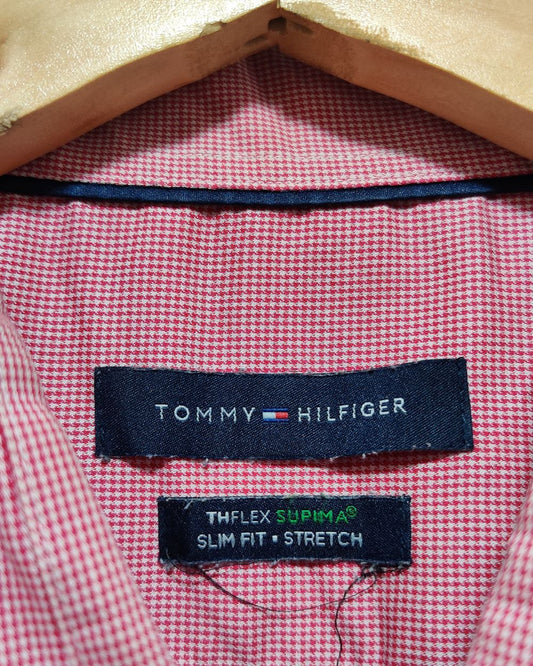 TOMMY HILFIGER
THFLEX SUPIMA®
SLIM FIT ▪ STRETCH